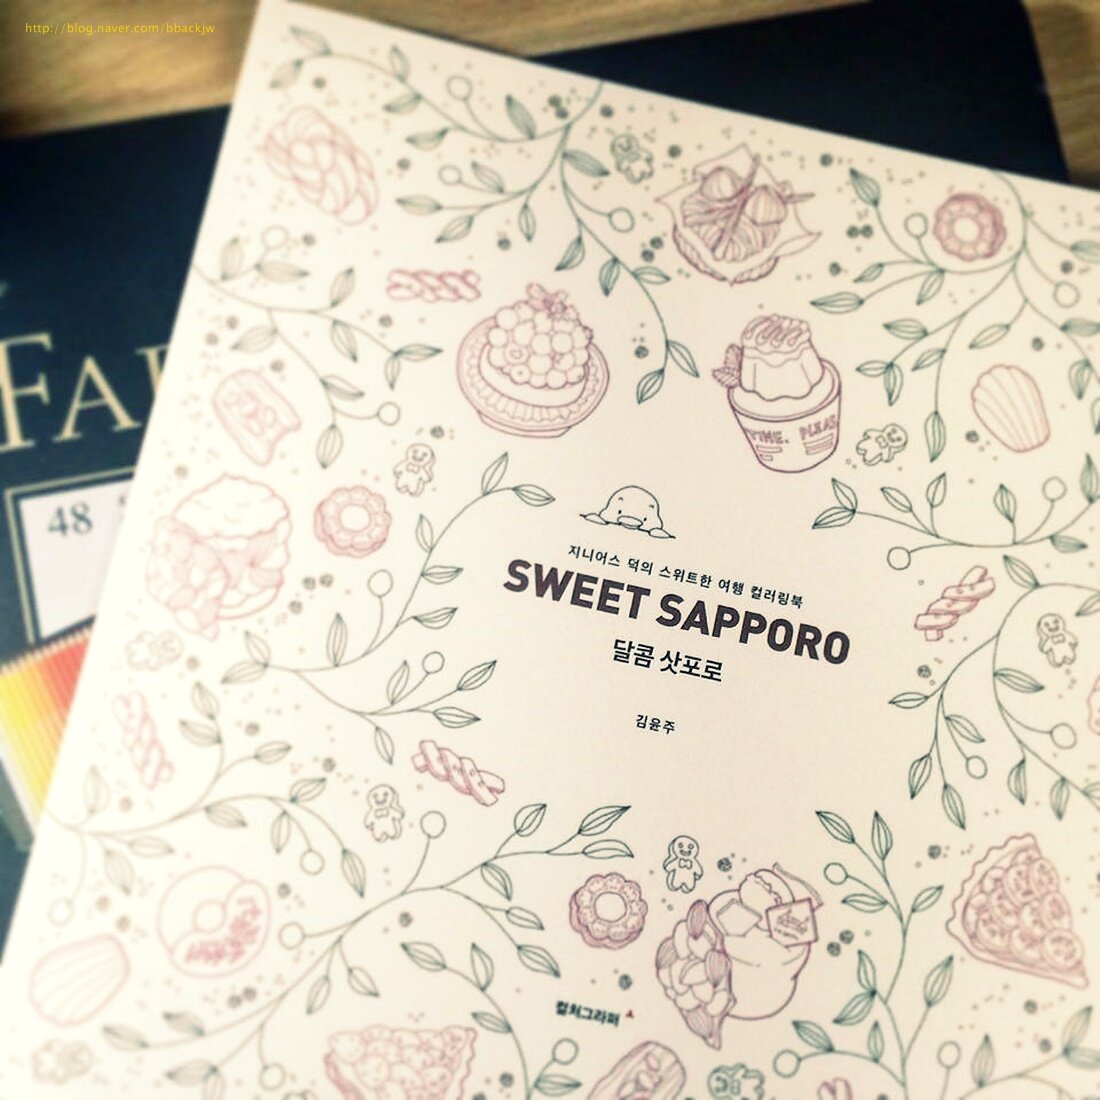 http://blog.naver.com/bbackjw
FAB
48
지니어스 덕의 스위트한 여행 컬러링북
SWEET SAPPORO
달콤 삿포로
김윤주
컬처그라퍼